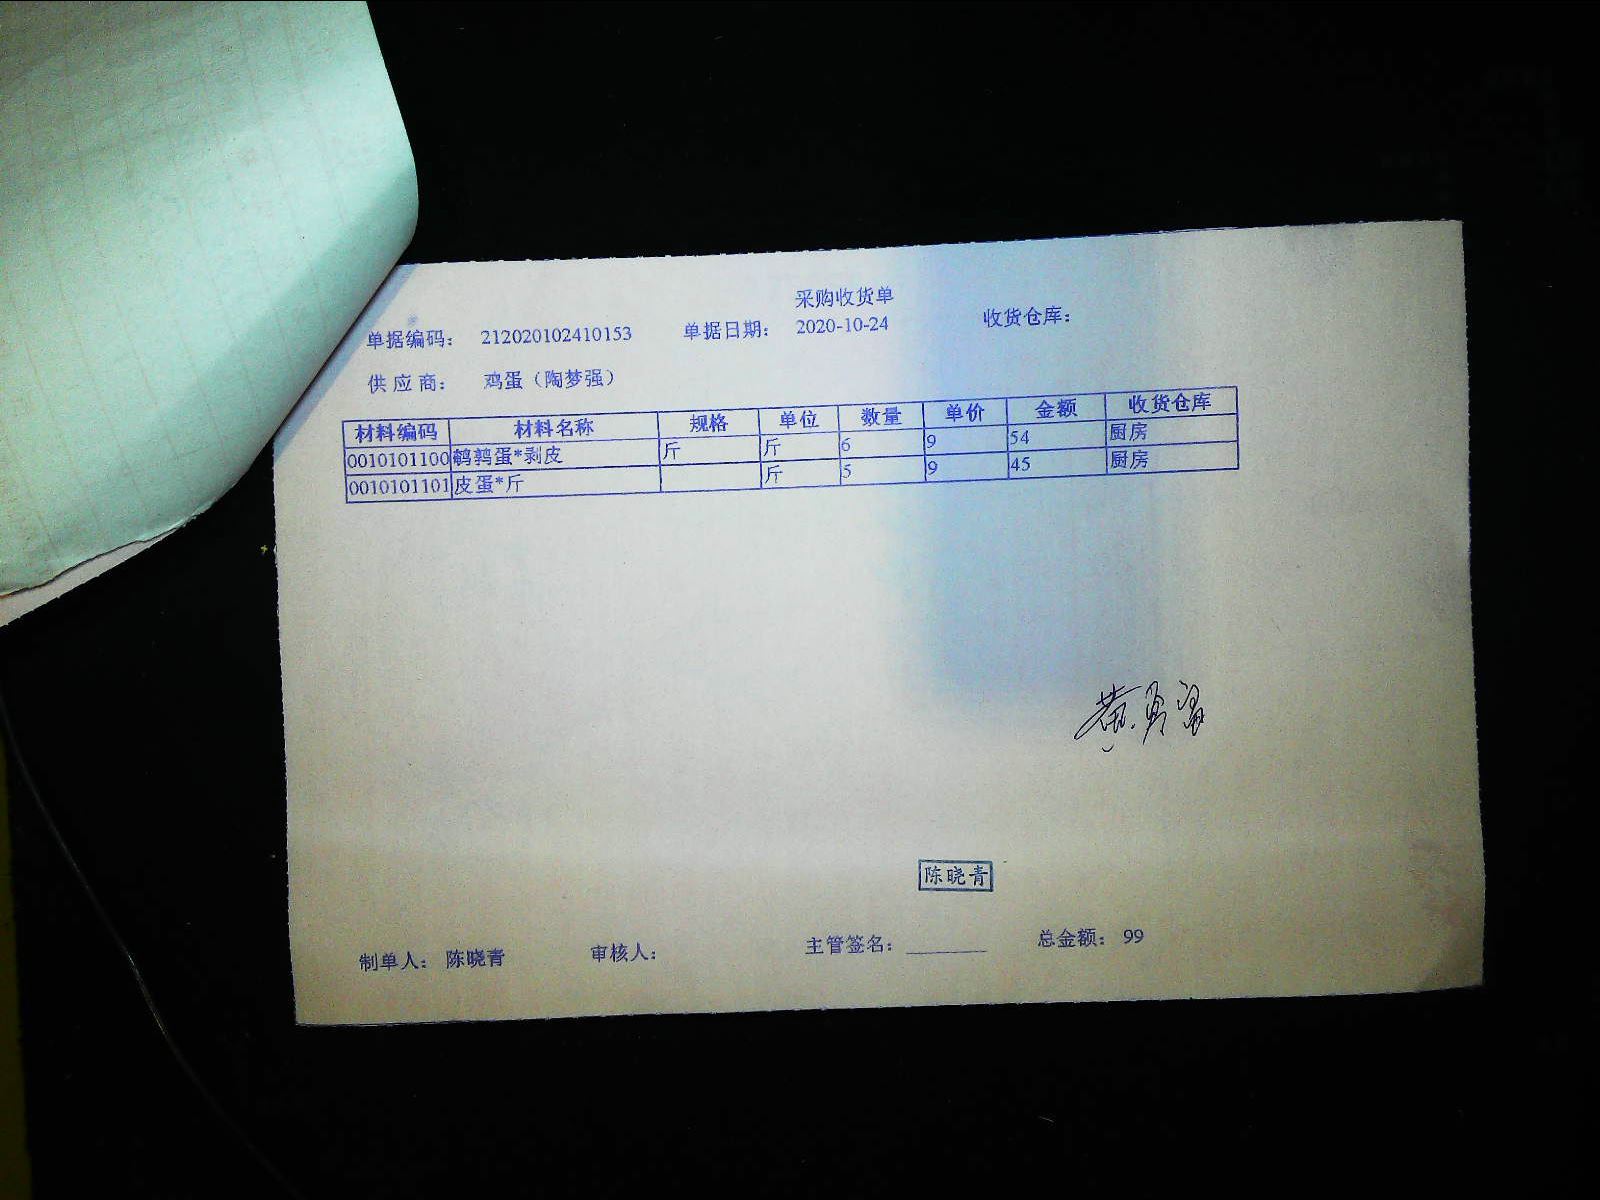 采购收货单
单据编码： 212020102410153 单据日期： 2020-10-24 收货仓库：
供应商： 鸡蛋（陶梦强）
材料编码 材料名称 规格 单位 数量 单价 金额 收货仓库
0010101100 鹌鹑蛋*剥皮 斤 斤 6 9 54 厨房
0010101101 皮蛋*斤 斤 5 9 45 厨房
陈晓青
制单人： 陈晓青 审核人： 主管签名： 总金额： 99